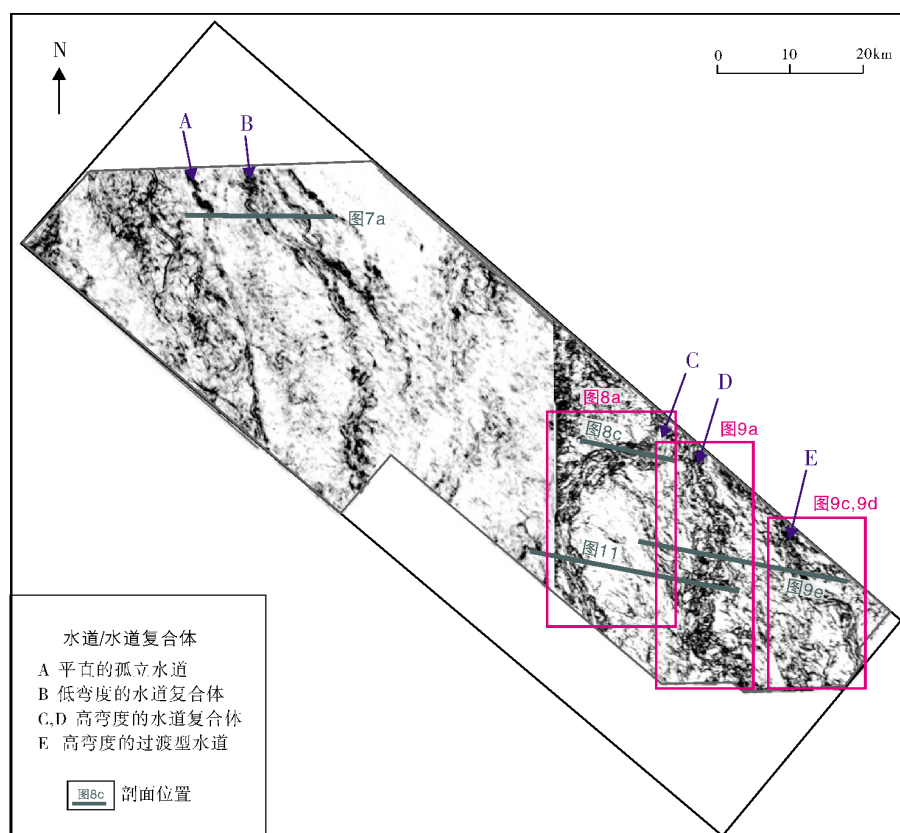 N
0 10 20km
A
B
图7a
C
D
图8a
图8c
图9a
E
图9c,9d
图11
图9e
水道/水道复合体
A 平直的孤立水道
B 低弯度的水道复合体
C,D 高弯度的水道复合体
E 高弯度的过渡型水道
图8c 剖面位置